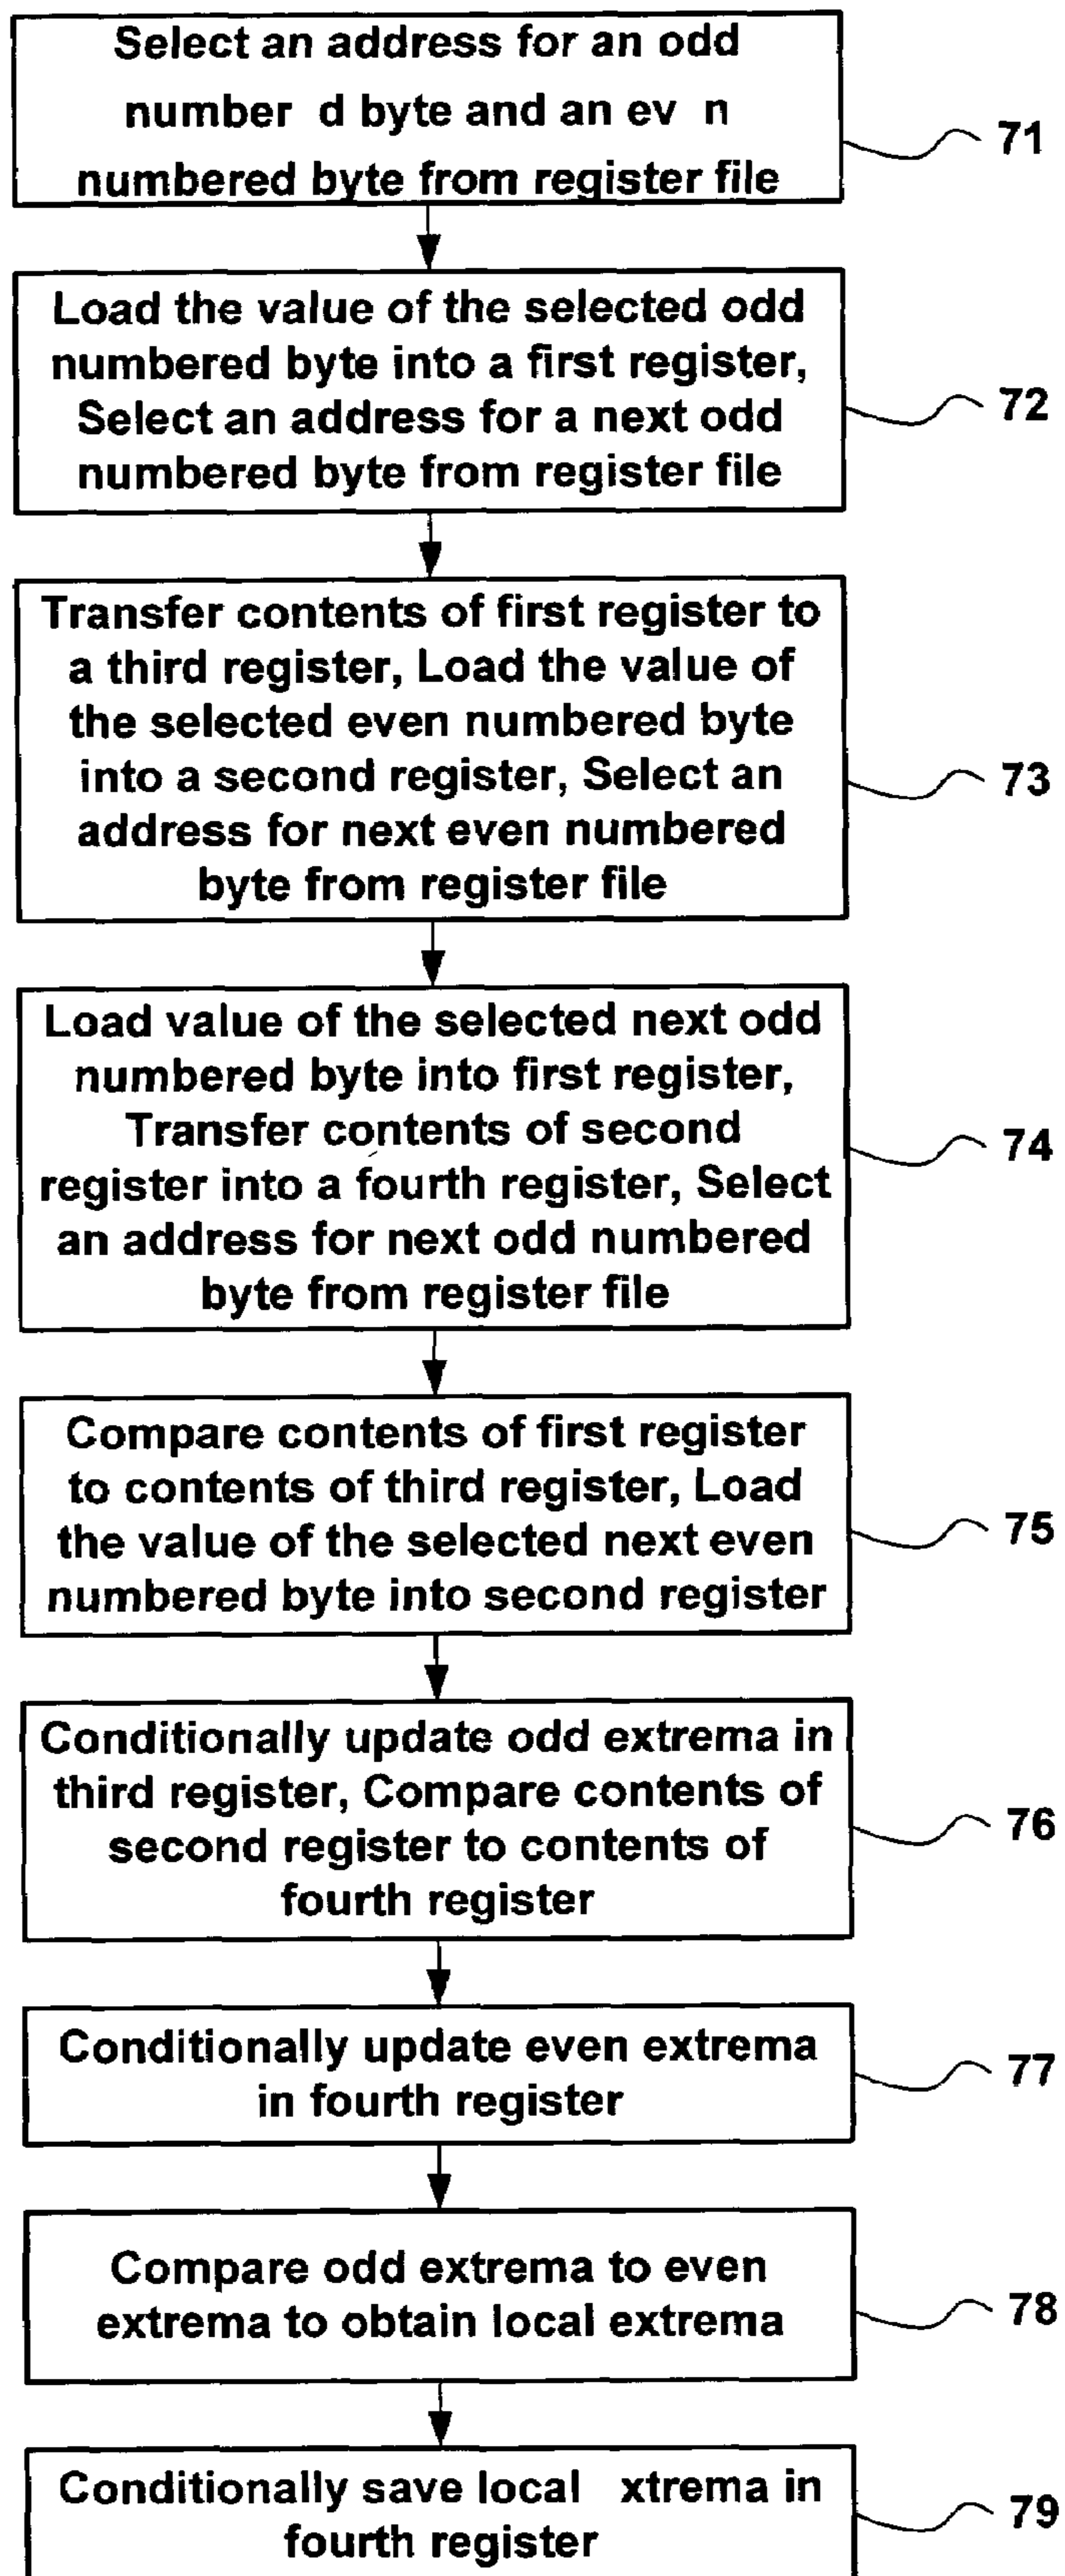 Select an address for an odd
number d byte and an ev n
numbered byte from register file
71
Load the value of the selected odd
numbered byte into a first register,
Select an address for a next odd
numbered byte from register file
72
Transfer contents of first register to
a third register, Load the value of
the selected even numbered byte
into a second register, Select an
address for next even numbered
byte from register file
73
Load value of the selected next odd
numbered byte into first register,
Transfer contents of second
register into a fourth register, Select
an address for next odd numbered
byte from register file
74
Compare contents of first register
to contents of third register, Load
the value of the selected next even
numbered byte into second register
75
Conditionally update odd extrema in
third register, Compare contents of
second register to contents of
fourth register
76
Conditionally update even extrema
in fourth register
77
Compare odd extrema to even
extrema to obtain local extrema
78
Conditionally save local xtrema in
fourth register
79